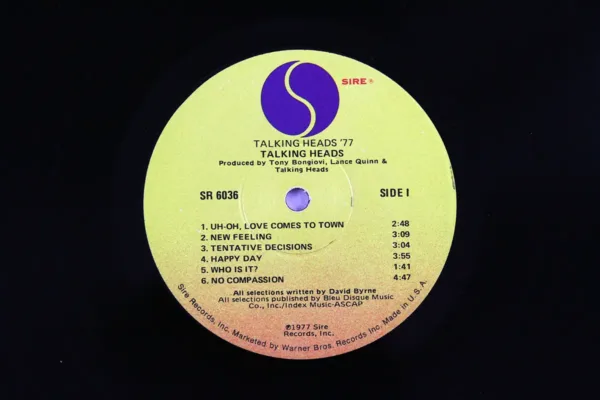 SIRE ®
TALKING HEADS '77
TALKING HEADS
Produced by Tony Bongiovi, Lance Quinn &
Talking Heads
SR 6036
SIDE I
1. UH-OH, LOVE COMES TO TOWN 2:48
2. NEW FEELING 3:09
3. TENTATIVE DECISIONS 3:04
4. HAPPY DAY 3:55
5. WHO IS IT? 1:41
6. NO COMPASSION 4:47
All selections written by David Byrne
All selections published by Bleu Disque Music
Co., Inc./Index Music-ASCAP
℗1977 Sire
Records, Inc.
Sire Records, Inc. Marketed by Warner Bros. Records Inc. Made in U.S.A.